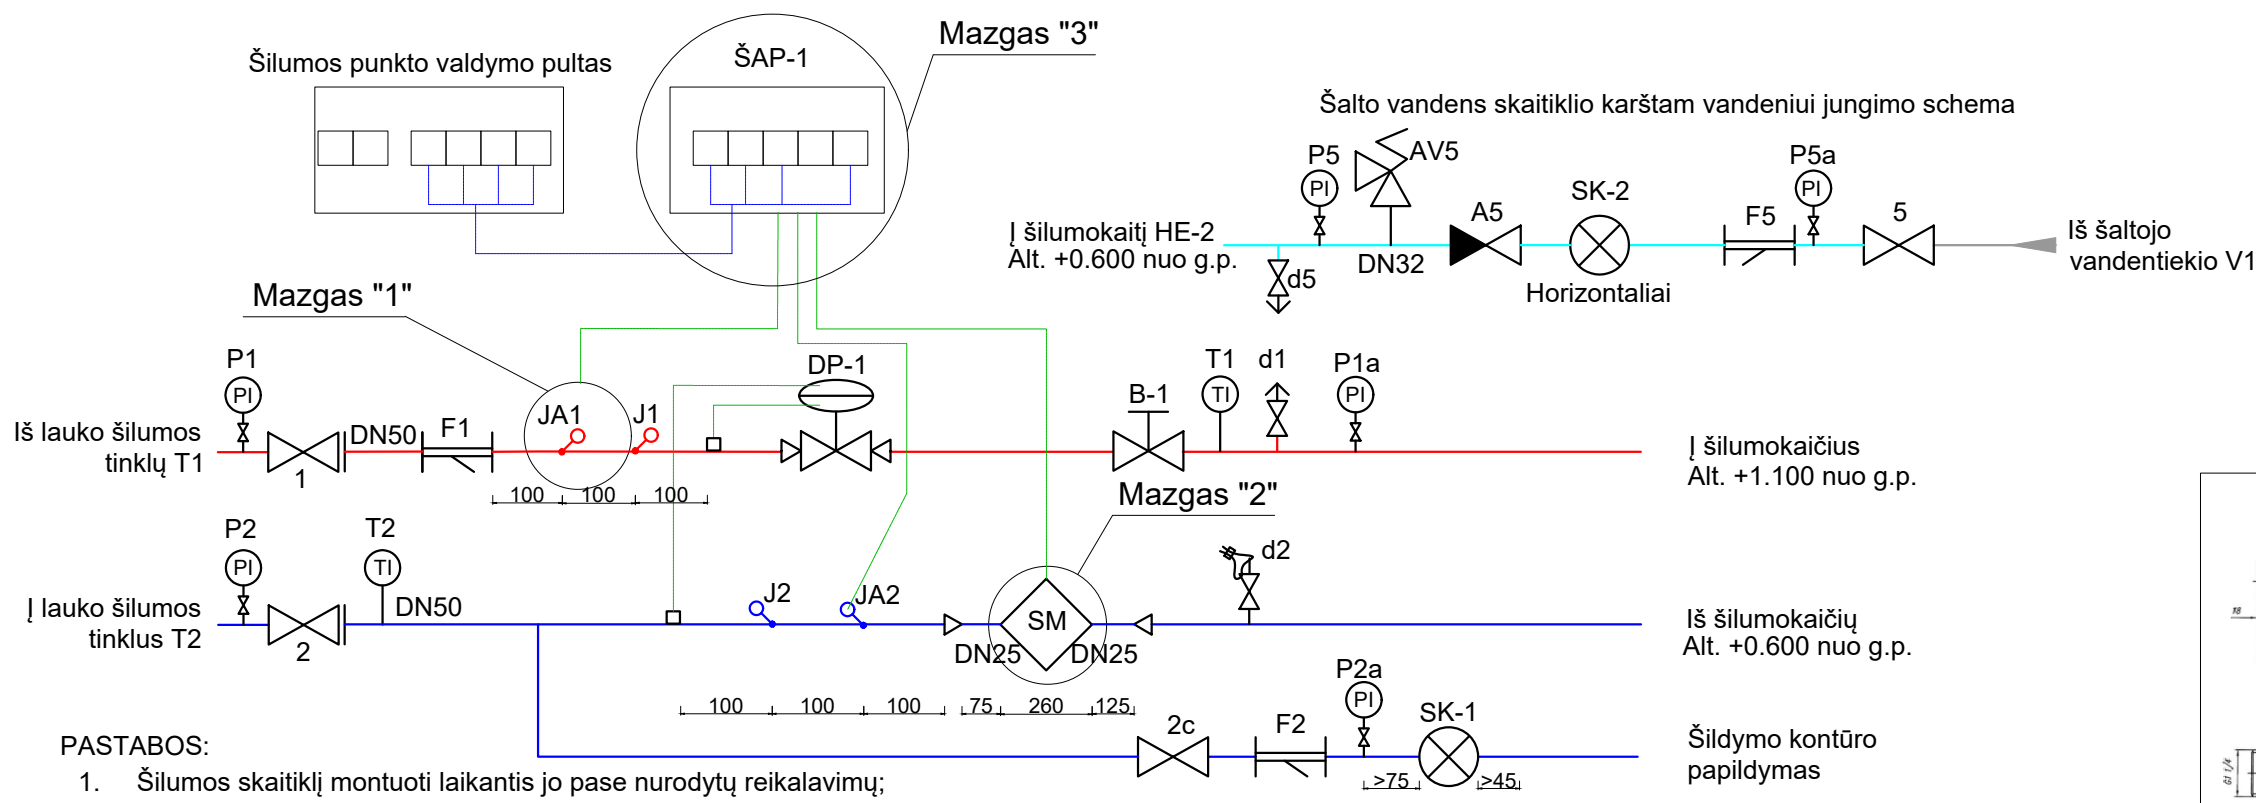 Mazgas "3"
Šilumos punkto valdymo pultas
ŠAP-1
Šalto vandens skaitiklio karštam vandeniui jungimo schema
P5
PI
AV5
SK-2
P5a
PI
A5
F5
5
Į šilumokaitį HE-2
Alt. +0.600 nuo g.p.
DN32
d5
Horizontaliai
Iš šaltojo
vandentiekio V1
Mazgas "1"
P1
PI
JA1
J1
DP-1
B-1
T1
TI
d1
P1a
PI
Iš lauko šilumos
tinklų T1
1
DN50
F1
Į šilumokaičius
Alt. +1.100 nuo g.p.
100
100
100
Mazgas "2"
P2
PI
T2
TI
d2
Į lauko šilumos
tinklus T2
2
DN50
J2
JA2
SM
DN25
DN25
Iš šilumokaičių
Alt. +0.600 nuo g.p.
100
100
100
75
260
125
P2a
PI
2c
F2
SK-1
>75
>45
Šildymo kontūro
papildymas
PASTABOS:
1. Šilumos skaitiklį montuoti laikantis jo pase nurodytų reikalavimų;
18
G1 1/4